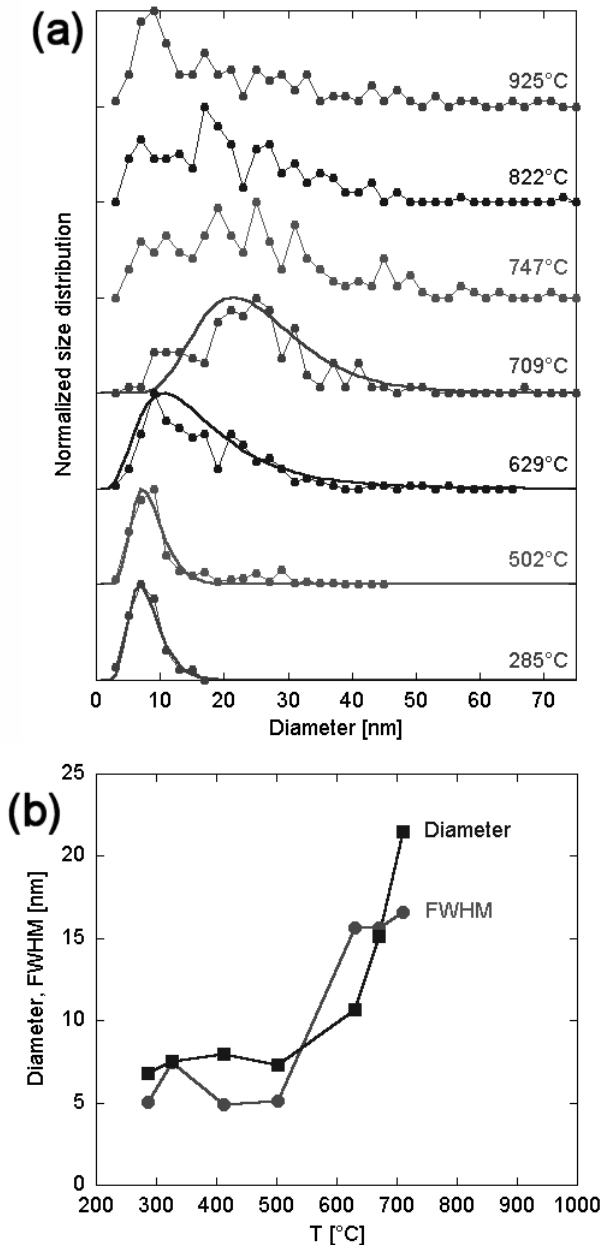 (a)
Normalized size distribution
925°C
822°C
747°C
709°C
629°C
502°C
285°C
0 10 20 30 40 50 60 70
Diameter [nm]
(b)
Diameter, FWHM [nm]
25
20
15
10
5
0
Diameter
FWHM
200 300 400 500 600 700 800 900 1000
T [°C]